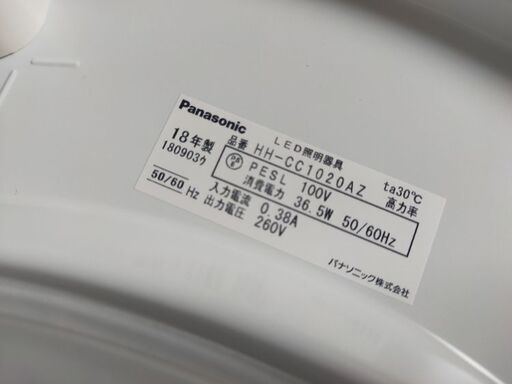 Panasonic LED照明器具
18年製 品番 HH-CC1020AZ ta30℃
180903ケ PS E PESL 100V 高力率
消費電力 36.5W 50/60Hz
50/60 Hz 入力電流 0.38A
出力電圧 260V
パナソニック株式会社